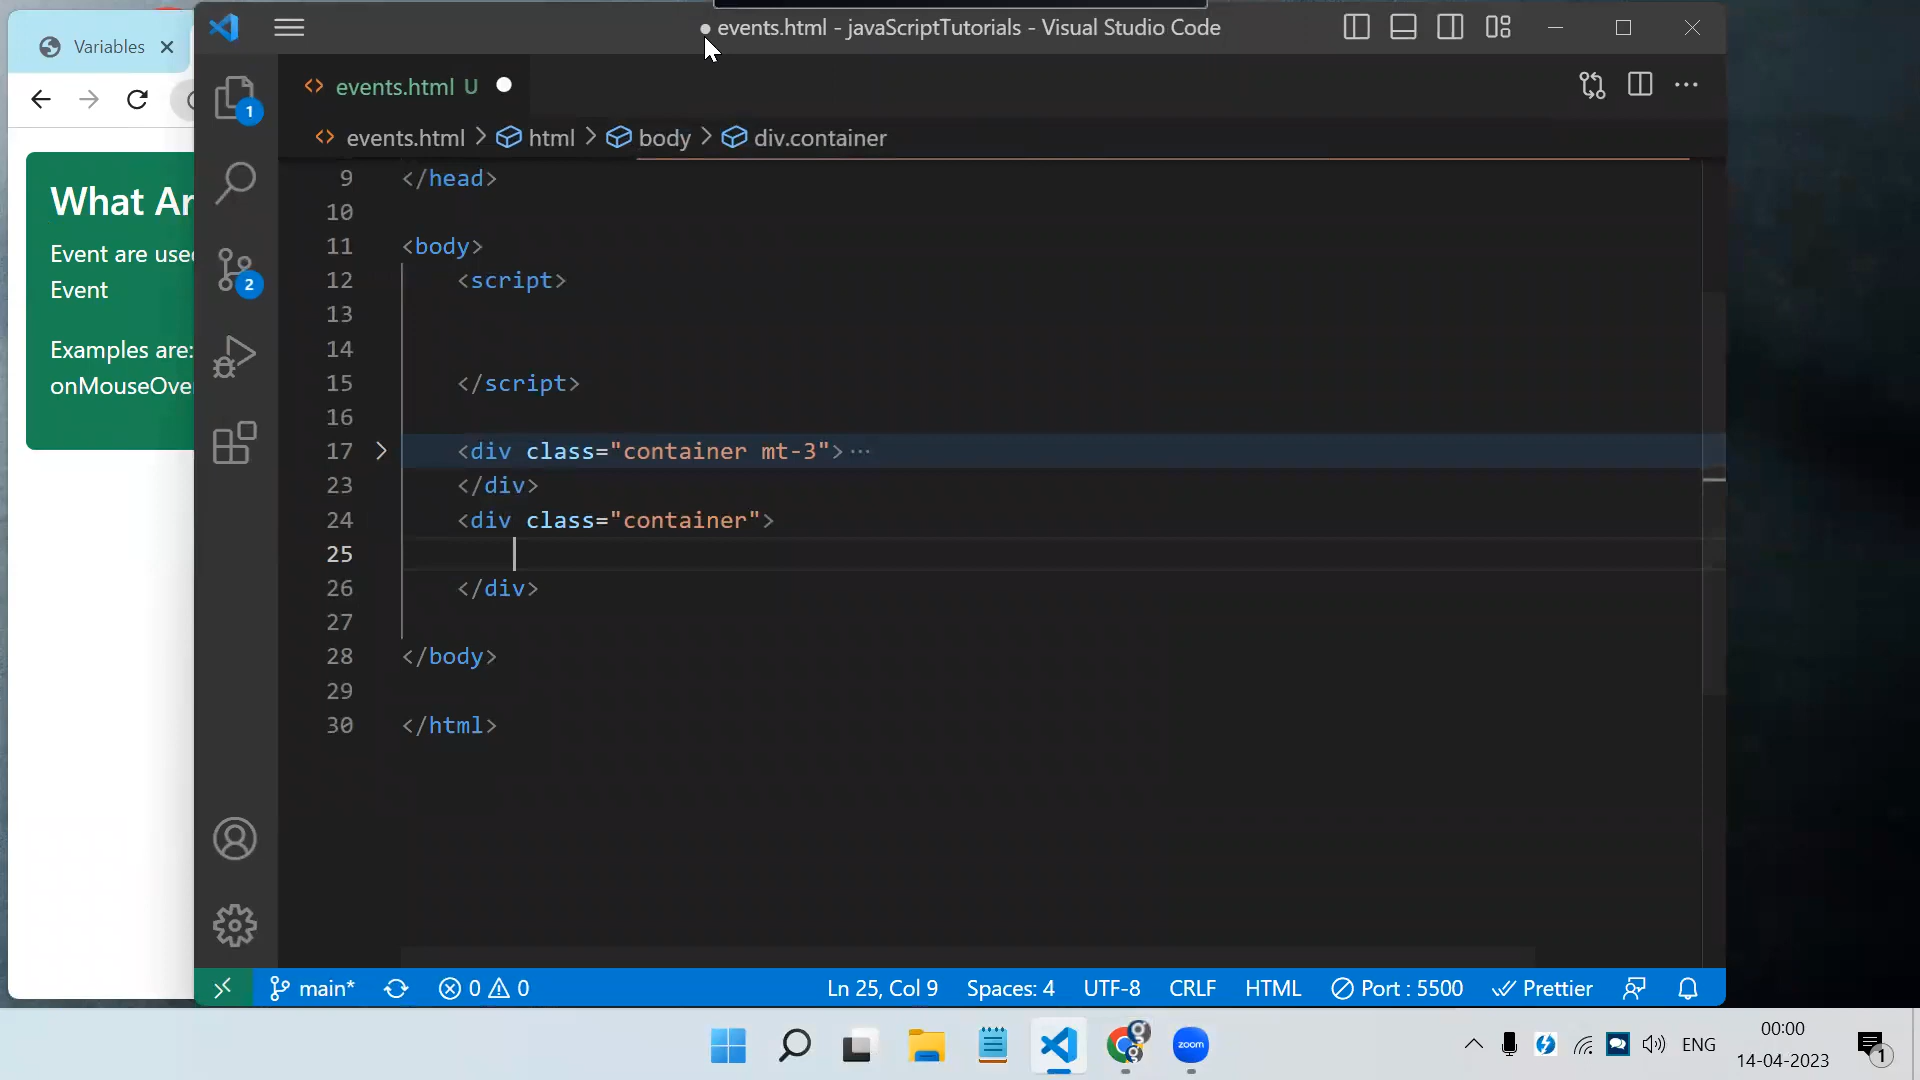 Variables
What Ar
Event are use
Event
Examples are:
onMouseOve
events.html - javaScriptTutorials - Visual Studio Code
events.html U
events.html > html > body > div.container
9 </head>
10
11 <body>
12 <script>
13
14
15 </script>
16
17 <div class="container mt-3">···
23 </div>
24 <div class="container">
25
26 </div>
27
28 </body>
29
30 </html>
1
2
main* 0 0 Ln 25, Col 9 Spaces: 4 UTF-8 CRLF HTML Port : 5500 Prettier
zoom
ENG
00:00
14-04-2023
1